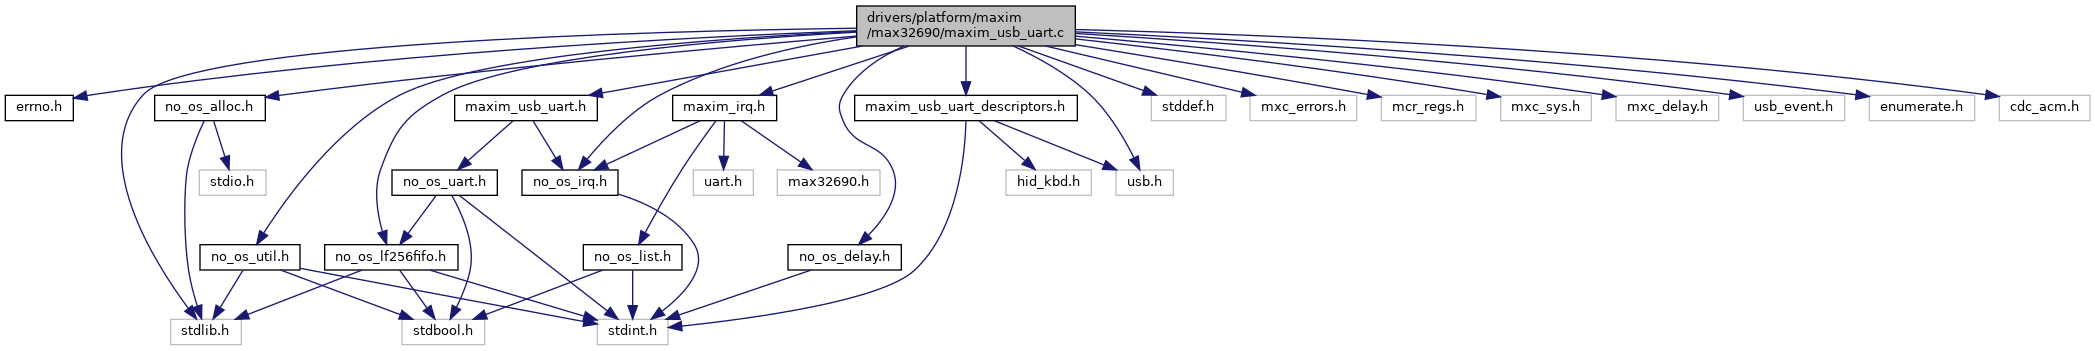 drivers/platform/maxim
/max32690/maxim_usb_uart.c
errno.h
no_os_alloc.h
maxim_usb_uart.h
maxim_irq.h
maxim_usb_uart_descriptors.h
stddef.h
mxc_errors.h
mcr_regs.h
mxc_sys.h
mxc_delay.h
usb_event.h
enumerate.h
cdc_acm.h
stdio.h
no_os_uart.h
no_os_irq.h
uart.h
max32690.h
hid_kbd.h
usb.h
no_os_util.h
no_os_lf256fifo.h
no_os_list.h
no_os_delay.h
stdlib.h
stdbool.h
stdint.h